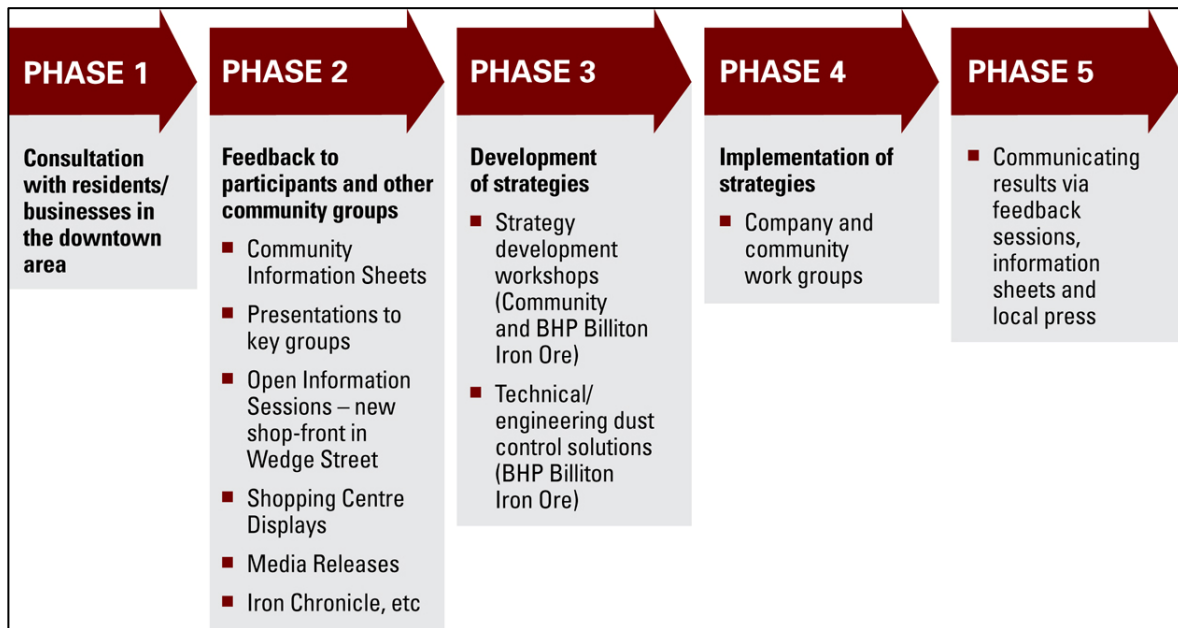 PHASE 1
Consultation
with residents/
businesses in
the downtown
area
PHASE 2
Feedback to
participants and other
community groups
■ Community
Information Sheets
■ Presentations to
key groups
■ Open Information
Sessions – new
shop-front in
Wedge Street
■ Shopping Centre
Displays
■ Media Releases
■ Iron Chronicle, etc
PHASE 3
Development
of strategies
■ Strategy
development
workshops
(Community
and BHP Billiton
Iron Ore)
■ Technical/
engineering dust
control solutions
(BHP Billiton
Iron Ore)
PHASE 4
Implementation of
strategies
■ Company and
community
work groups
PHASE 5
■ Communicating
results via
feedback
sessions,
information
sheets and
local press